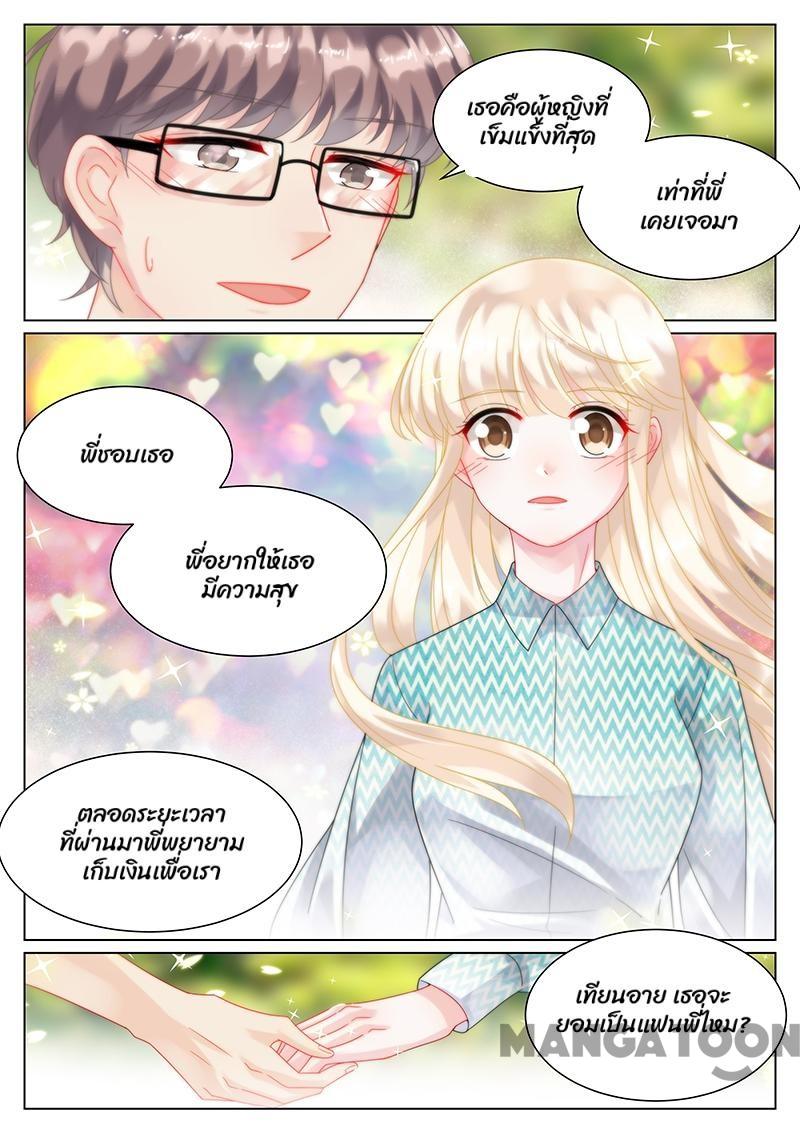 เธอคือผู้หญิงที่
เข้มแข็งที่สุด
เท่าที่พี่
เคยเจอมา
พี่ชอบเธอ
พี่อยากให้เธอ
มีความสุข
ตลอดระยะเวลา
ที่ผ่านมาพี่พยายาม
เก็บเงินเพื่อเรา
เทียนอาย เธอจะ
ยอมเป็นแฟนพี่ไหม?
MANGATOON